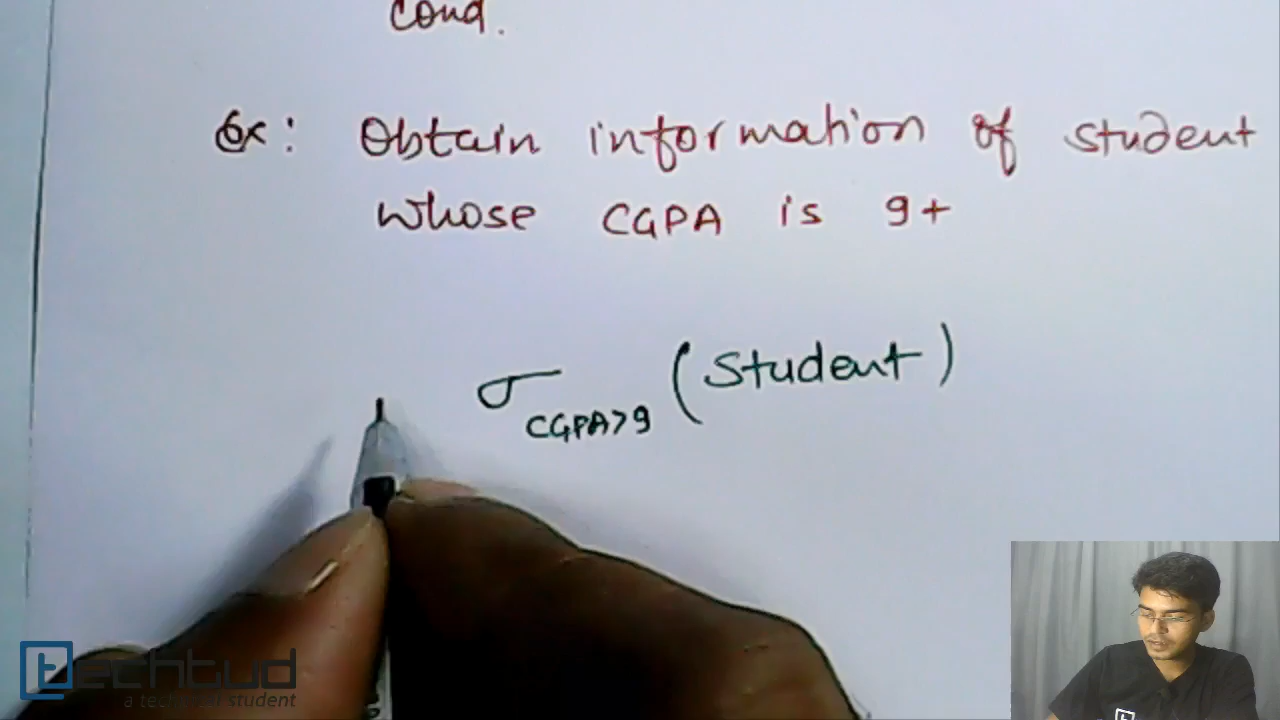 cond.
Ex: Obtain information of student
whose CGPA is 9+
σ CGPA>9 (Student)
techtud
a technical student